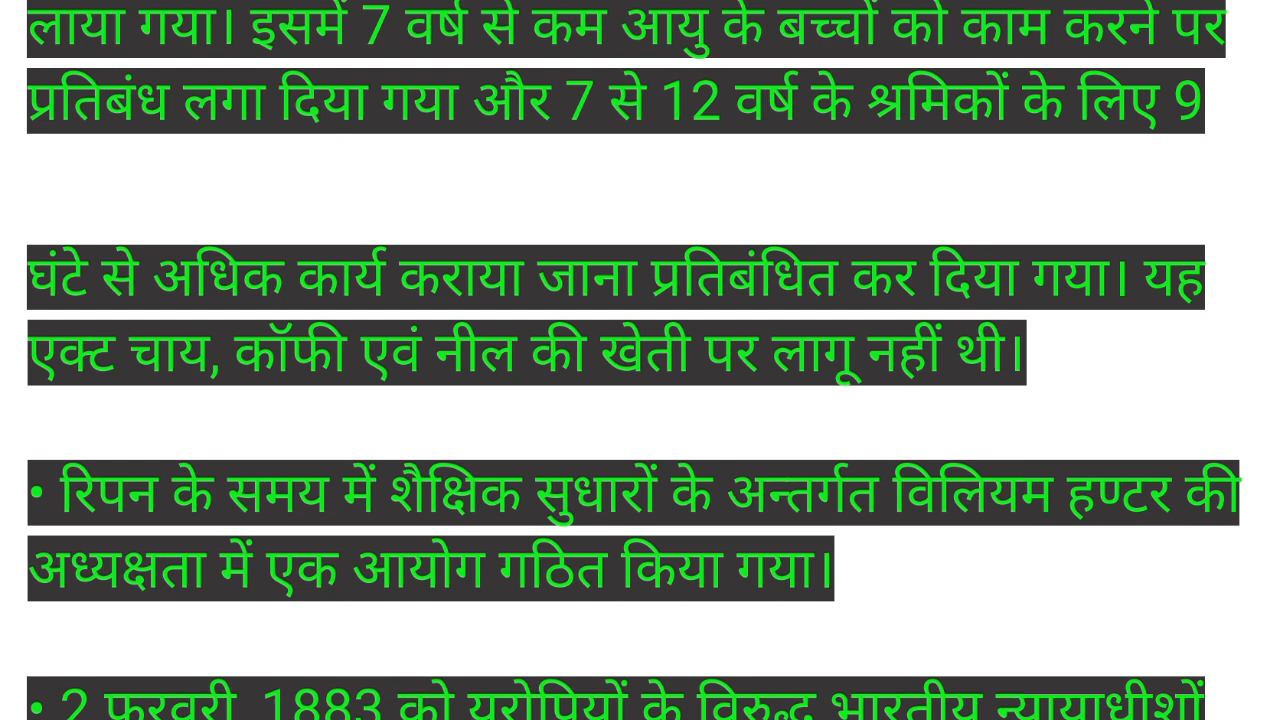 लाया गया। इसमें 7 वर्ष से कम आयु के बच्चों को काम करने पर
प्रतिबंध लगा दिया गया और 7 से 12 वर्ष के श्रमिकों के लिए 9
घंटे से अधिक कार्य कराया जाना प्रतिबंधित कर दिया गया। यह
एक्ट चाय, कॉफी एवं नील की खेती पर लागू नहीं थी।
• रिपन के समय में शैक्षिक सुधारों के अन्तर्गत विलियम हण्टर की
अध्यक्षता में एक आयोग गठित किया गया।
• 2 फरवरी, 1883 को यूरोपियों के विरुद्ध भारतीय न्यायाधीशों